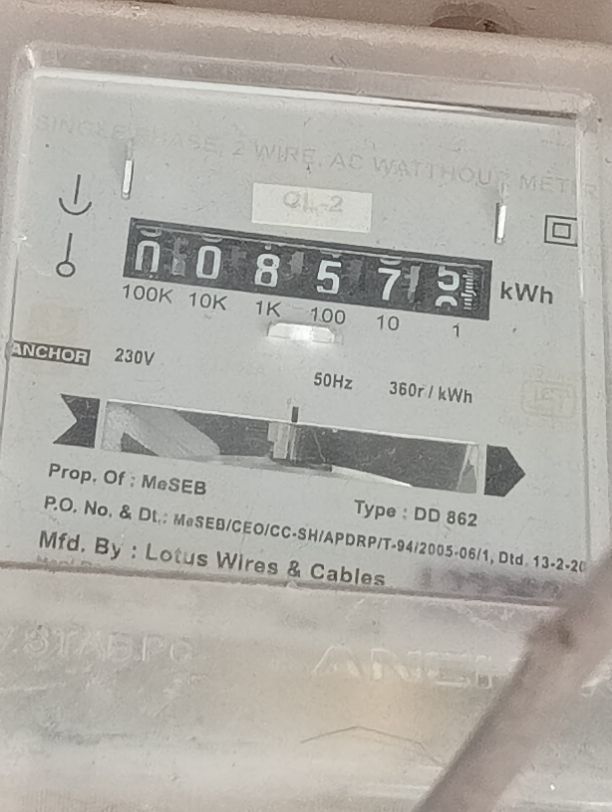 SINGLE PHASE, 2 WIRE, AC WATTHOUR METER
QL-2
0 0 8 5 7 kWh
100K 10K 1K 100 10 1
ANCHOR 230V
50Hz 360r / kWh
Prop. Of : MeSEB
Type : DD 862
P.O. No. & Dt.: MeSEB/CEO/CC-SH/APDRP/T-94/2005-06/1, Dtd. 13-2-20
Mfd. By : Lotus Wires & Cables